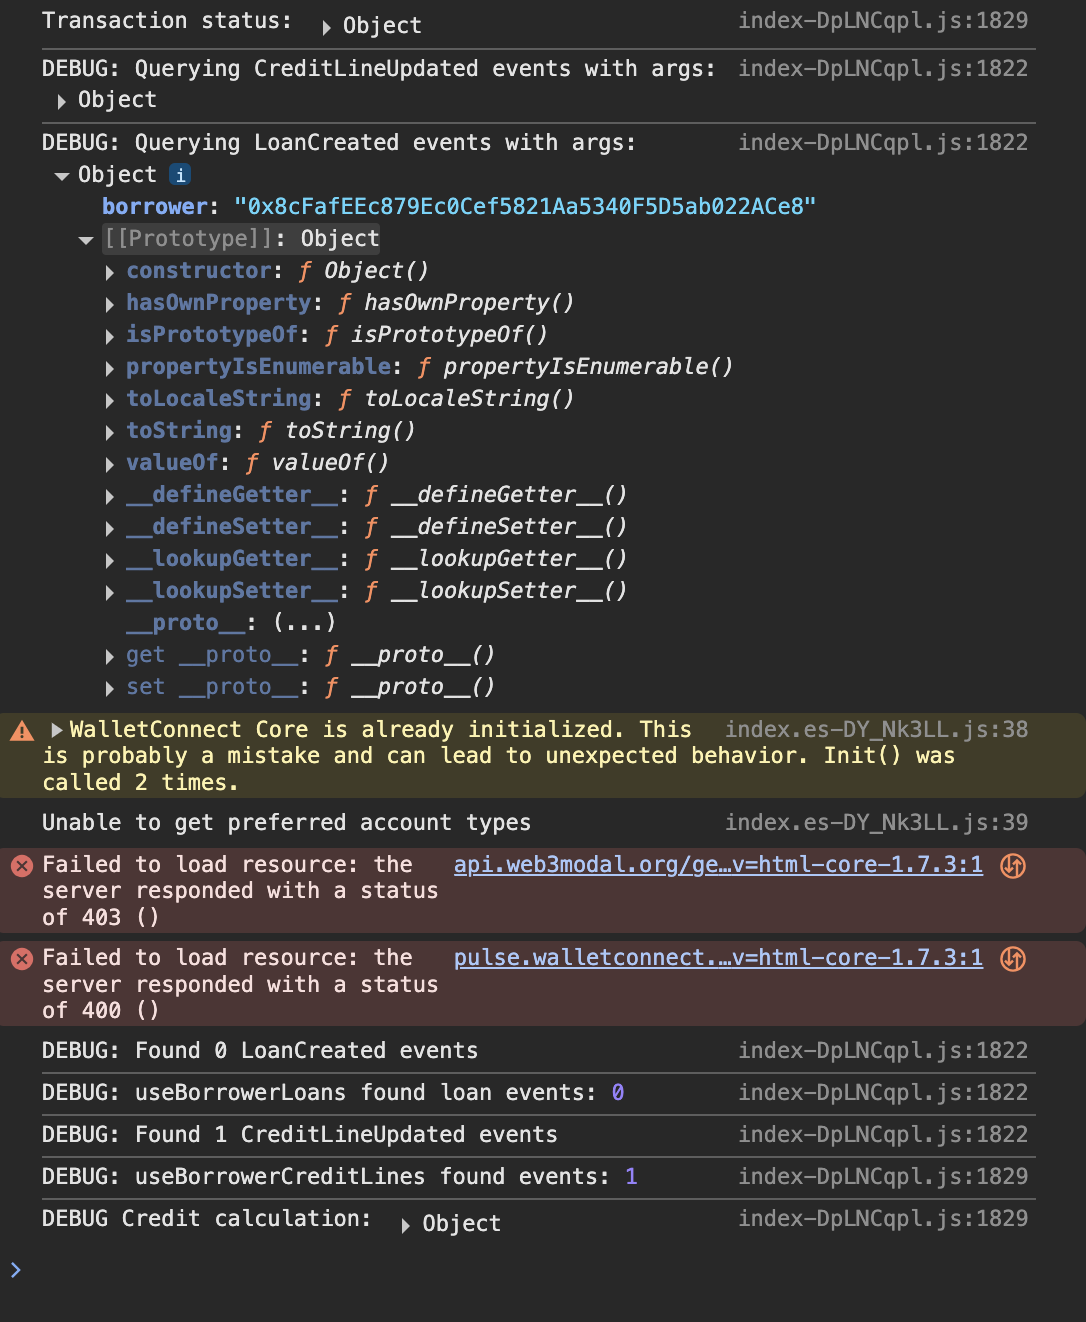 Transaction status: ▶ Object index-DpLNCqpl.js:1829
DEBUG: Querying CreditLineUpdated events with args: index-DpLNCqpl.js:1822
▶ Object
DEBUG: Querying LoanCreated events with args: index-DpLNCqpl.js:1822
▼ Object i
borrower: "0x8cFafEEc879Ec0Cef5821Aa5340F5D5ab022ACe8"
▼ [[Prototype]]: Object
▶ constructor: ƒ Object()
▶ hasOwnProperty: ƒ hasOwnProperty()
▶ isPrototypeOf: ƒ isPrototypeOf()
▶ propertyIsEnumerable: ƒ propertyIsEnumerable()
▶ toLocaleString: ƒ toLocaleString()
▶ toString: ƒ toString()
▶ valueOf: ƒ valueOf()
▶ __defineGetter__: ƒ __defineGetter__()
▶ __defineSetter__: ƒ __defineSetter__()
▶ __lookupGetter__: ƒ __lookupGetter__()
▶ __lookupSetter__: ƒ __lookupSetter__()
__proto__: (...)
▶ get __proto__: ƒ __proto__()
▶ set __proto__: ƒ __proto__()
▶ WalletConnect Core is already initialized. This index.es-DY_Nk3LL.js:38
is probably a mistake and can lead to unexpected behavior. Init() was
called 2 times.
Unable to get preferred account types index.es-DY_Nk3LL.js:39
Failed to load resource: the api.web3modal.org/ge…v=html-core-1.7.3:1
server responded with a status
of 403 ()
Failed to load resource: the pulse.walletconnect.…v=html-core-1.7.3:1
server responded with a status
of 400 ()
DEBUG: Found 0 LoanCreated events index-DpLNCqpl.js:1822
DEBUG: useBorrowerLoans found loan events: 0 index-DpLNCqpl.js:1822
DEBUG: Found 1 CreditLineUpdated events index-DpLNCqpl.js:1822
DEBUG: useBorrowerCreditLines found events: 1 index-DpLNCqpl.js:1829
DEBUG Credit calculation: ▶ Object index-DpLNCqpl.js:1829
>